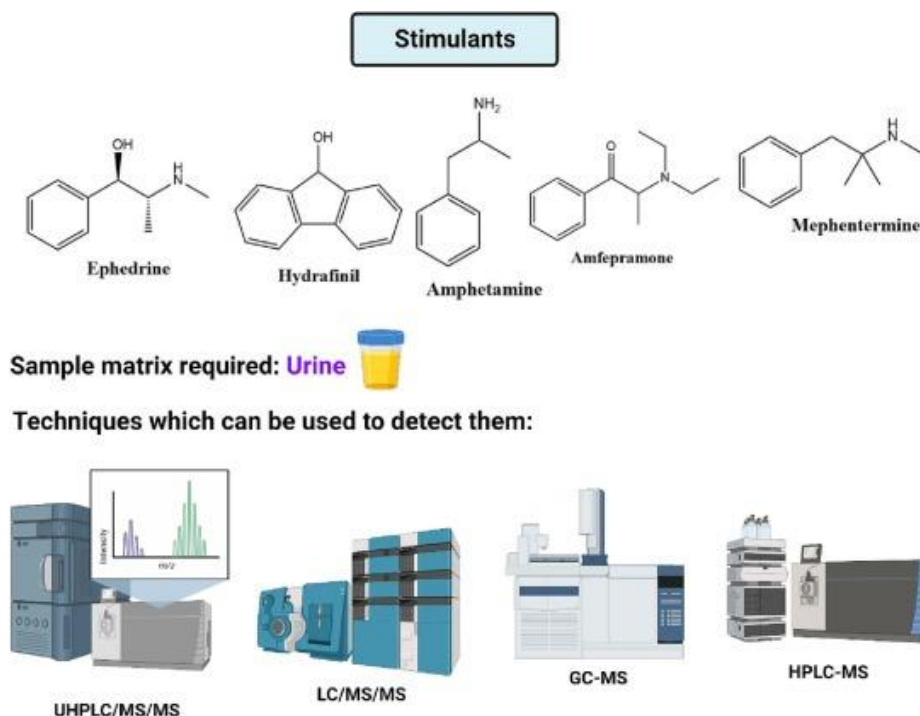 Stimulants
NH₂
OH
H
N
Ephedrine
OH
Hydrafinil
Amphetamine
O
N
Amfepramone
H
N
Mephentermine
Sample matrix required: Urine
Techniques which can be used to detect them:
Intensity
m/z
UHPLC/MS/MS
LC/MS/MS
GC-MS
HPLC-MS